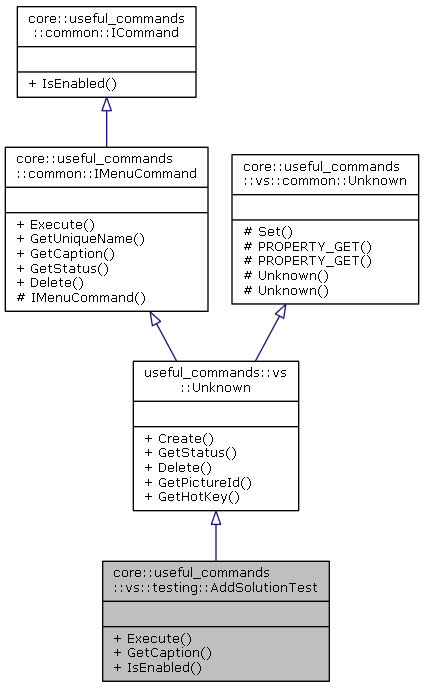 core::useful_commands
::common::ICommand
+ IsEnabled()
core::useful_commands
::common::IMenuCommand
+ Execute()
+ GetUniqueName()
+ GetCaption()
+ GetStatus()
+ Delete()
# IMenuCommand()
core::useful_commands
::vs::common::Unknown
# Set()
# PROPERTY_GET()
# PROPERTY_GET()
# Unknown()
# Unknown()
useful_commands::vs
::Unknown
+ Create()
+ GetStatus()
+ Delete()
+ GetPictureId()
+ GetHotKey()
core::useful_commands
::vs::testing::AddSolutionTest
+ Execute()
+ GetCaption()
+ IsEnabled()